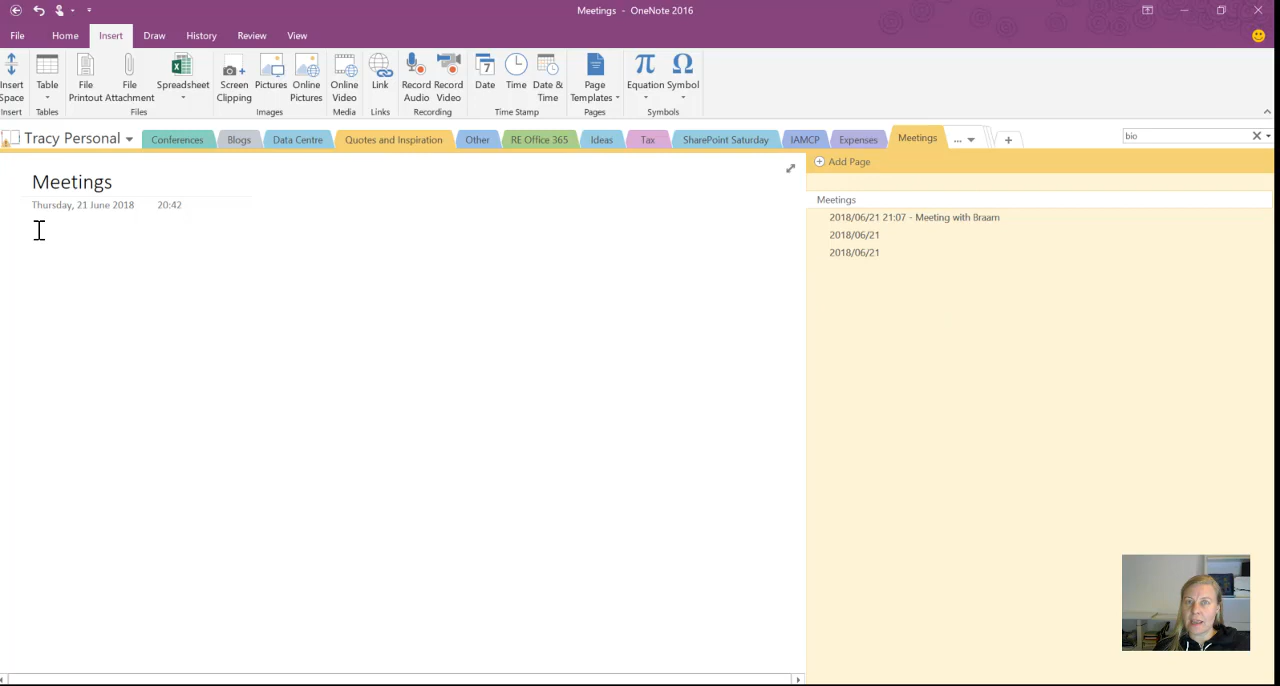 Meetings - OneNote 2016
File Home Insert Draw History Review View
Insert Space
Table
File Printout
File Attachment
Spreadsheet
Screen Clipping
Pictures
Online Pictures
Online Video
Link
Record Audio
Record Video
Date
Time
Date & Time
Page Templates
Equation
Symbol
Insert Tables Files Images Media Links Recording Time Stamp Pages Symbols
Tracy Personal Conferences Blogs Data Centre Quotes and Inspiration Other RE Office 365 Ideas Tax SharePoint Saturday IAMCP Expenses Meetings ... + bio
Add Page
Meetings
Thursday, 21 June 2018 20:42
Meetings
2018/06/21 21:07 - Meeting with Braam
2018/06/21
2018/06/21